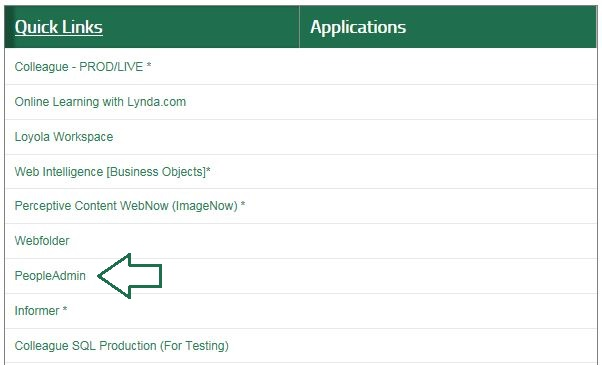 Quick Links
Applications
Colleague - PROD/LIVE *
Online Learning with Lynda.com
Loyola Workspace
Web Intelligence [Business Objects]*
Perceptive Content WebNow (ImageNow) *
Webfolder
PeopleAdmin
Informer *
Colleague SQL Production (For Testing)